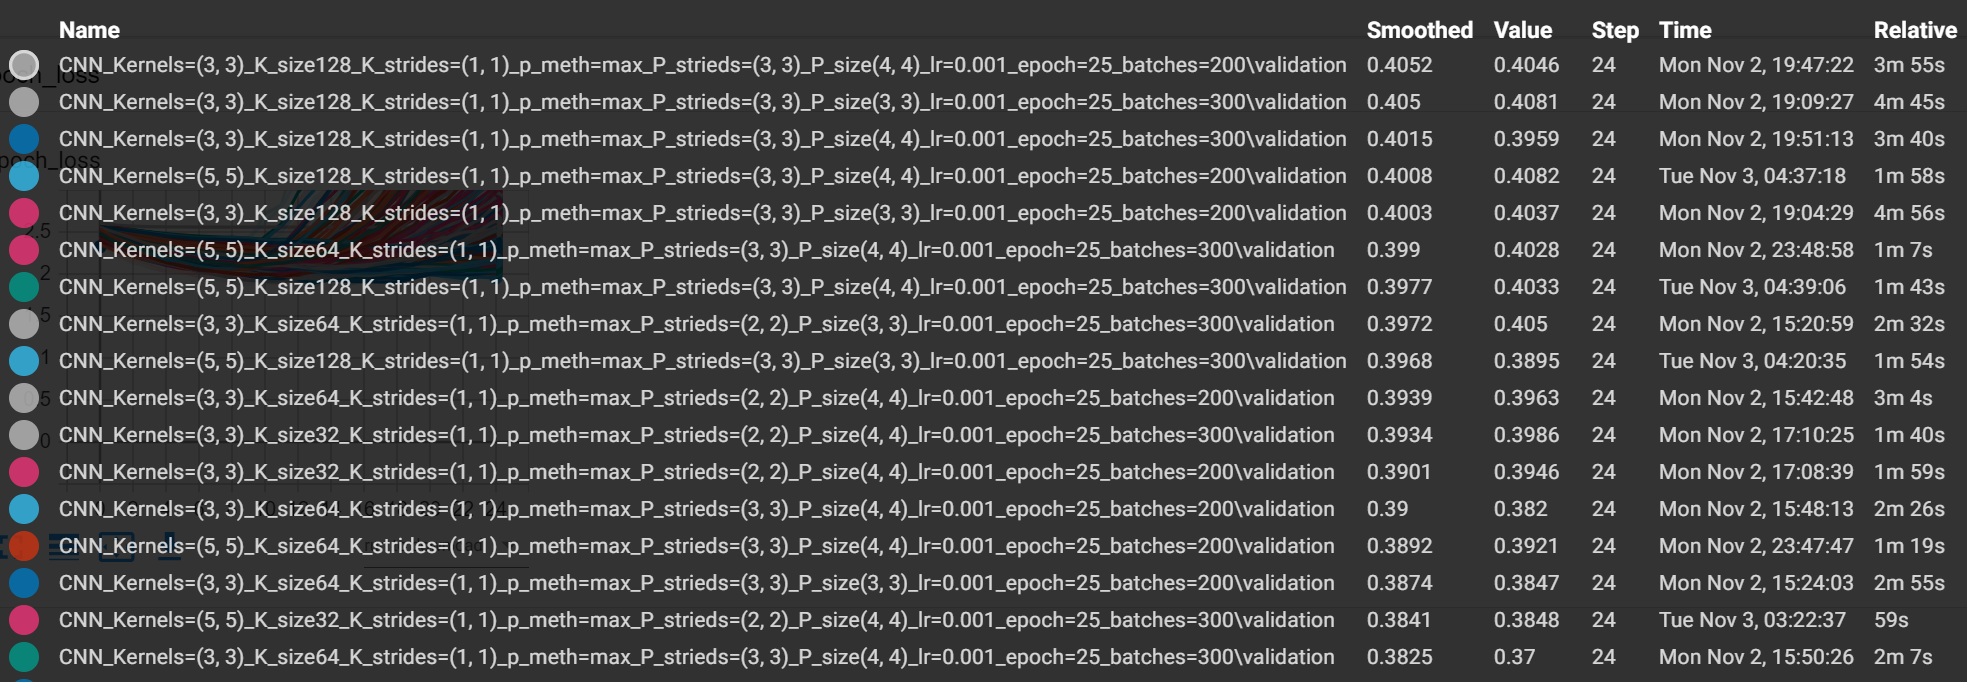 Name Smoothed Value Step Time Relative
CNN_Kernels=(3, 3)_K_size128_K_strides=(1, 1)_p_meth=max_P_strieds=(3, 3)_P_size(4, 4)_lr=0.001_epoch=25_batches=200\validation 0.4052 0.4046 24 Mon Nov 2, 19:47:22 3m 55s
CNN_Kernels=(3, 3)_K_size128_K_strides=(1, 1)_p_meth=max_P_strieds=(3, 3)_P_size(3, 3)_lr=0.001_epoch=25_batches=300\validation 0.405 0.4081 24 Mon Nov 2, 19:09:27 4m 45s
CNN_Kernels=(3, 3)_K_size128_K_strides=(1, 1)_p_meth=max_P_strieds=(3, 3)_P_size(4, 4)_lr=0.001_epoch=25_batches=300\validation 0.4015 0.3959 24 Mon Nov 2, 19:51:13 3m 40s
CNN_Kernels=(5, 5)_K_size128_K_strides=(1, 1)_p_meth=max_P_strieds=(3, 3)_P_size(4, 4)_lr=0.001_epoch=25_batches=200\validation 0.4008 0.4082 24 Tue Nov 3, 04:37:18 1m 58s
CNN_Kernels=(3, 3)_K_size128_K_strides=(1, 1)_p_meth=max_P_strieds=(3, 3)_P_size(3, 3)_lr=0.001_epoch=25_batches=200\validation 0.4003 0.4037 24 Mon Nov 2, 19:04:29 4m 56s
CNN_Kernels=(5, 5)_K_size64_K_strides=(1, 1)_p_meth=max_P_strieds=(3, 3)_P_size(4, 4)_lr=0.001_epoch=25_batches=300\validation 0.399 0.4028 24 Mon Nov 2, 23:48:58 1m 7s
CNN_Kernels=(5, 5)_K_size128_K_strides=(1, 1)_p_meth=max_P_strieds=(3, 3)_P_size(4, 4)_lr=0.001_epoch=25_batches=300\validation 0.3977 0.4033 24 Tue Nov 3, 04:39:06 1m 43s
CNN_Kernels=(3, 3)_K_size64_K_strides=(1, 1)_p_meth=max_P_strieds=(2, 2)_P_size(3, 3)_lr=0.001_epoch=25_batches=300\validation 0.3972 0.405 24 Mon Nov 2, 15:20:59 2m 32s
CNN_Kernels=(5, 5)_K_size128_K_strides=(1, 1)_p_meth=max_P_strieds=(3, 3)_P_size(3, 3)_lr=0.001_epoch=25_batches=300\validation 0.3968 0.3895 24 Tue Nov 3, 04:20:35 1m 54s
CNN_Kernels=(3, 3)_K_size64_K_strides=(1, 1)_p_meth=max_P_strieds=(2, 2)_P_size(4, 4)_lr=0.001_epoch=25_batches=200\validation 0.3939 0.3963 24 Mon Nov 2, 15:42:48 3m 4s
CNN_Kernels=(3, 3)_K_size32_K_strides=(1, 1)_p_meth=max_P_strieds=(2, 2)_P_size(4, 4)_lr=0.001_epoch=25_batches=300\validation 0.3934 0.3986 24 Mon Nov 2, 17:10:25 1m 40s
CNN_Kernels=(3, 3)_K_size32_K_strides=(1, 1)_p_meth=max_P_strieds=(2, 2)_P_size(4, 4)_lr=0.001_epoch=25_batches=200\validation 0.3901 0.3946 24 Mon Nov 2, 17:08:39 1m 59s
CNN_Kernels=(3, 3)_K_size64_K_strides=(1, 1)_p_meth=max_P_strieds=(3, 3)_P_size(4, 4)_lr=0.001_epoch=25_batches=200\validation 0.39 0.382 24 Mon Nov 2, 15:48:13 2m 26s
CNN_Kernels=(5, 5)_K_size64_K_strides=(1, 1)_p_meth=max_P_strieds=(3, 3)_P_size(4, 4)_lr=0.001_epoch=25_batches=200\validation 0.3892 0.3921 24 Mon Nov 2, 23:47:47 1m 19s
CNN_Kernels=(3, 3)_K_size64_K_strides=(1, 1)_p_meth=max_P_strieds=(3, 3)_P_size(3, 3)_lr=0.001_epoch=25_batches=200\validation 0.3874 0.3847 24 Mon Nov 2, 15:24:03 2m 55s
CNN_Kernels=(5, 5)_K_size32_K_strides=(1, 1)_p_meth=max_P_strieds=(2, 2)_P_size(4, 4)_lr=0.001_epoch=25_batches=300\validation 0.3841 0.3848 24 Tue Nov 3, 03:22:37 59s
CNN_Kernels=(3, 3)_K_size64_K_strides=(1, 1)_p_meth=max_P_strieds=(3, 3)_P_size(4, 4)_lr=0.001_epoch=25_batches=300\validation 0.3825 0.37 24 Mon Nov 2, 15:50:26 2m 7s